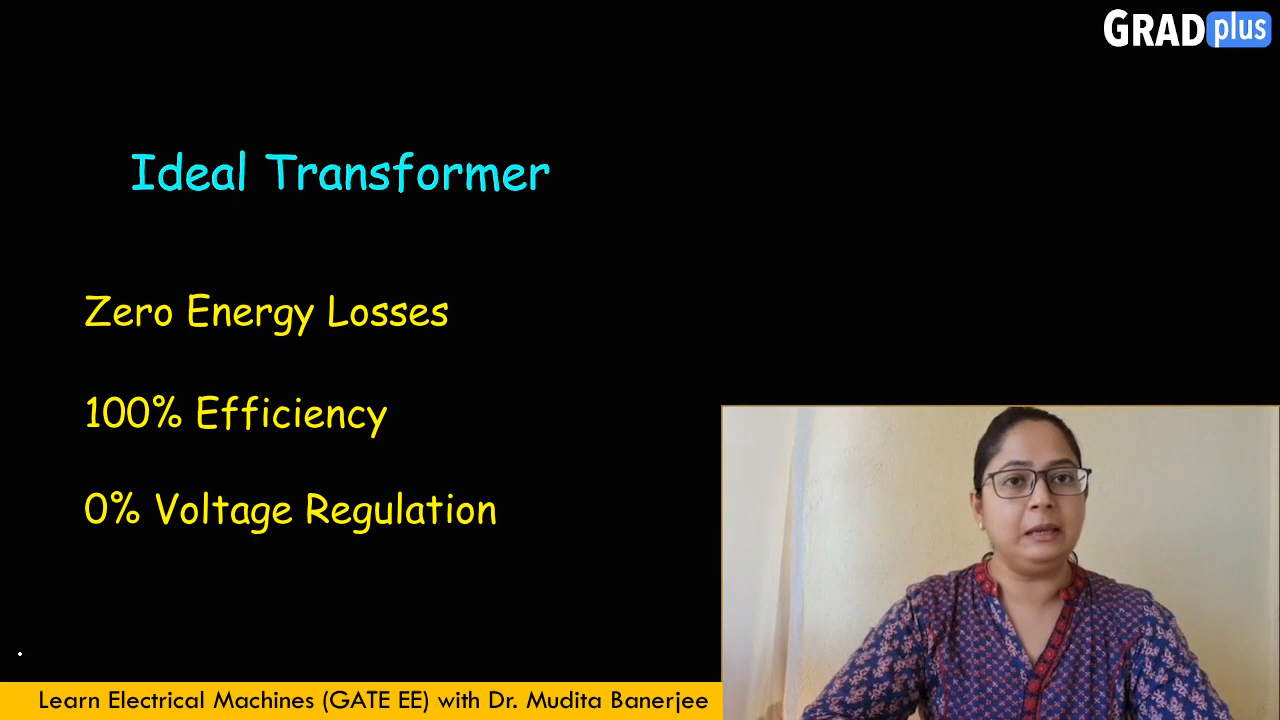 GRADplus
Ideal Transformer
Zero Energy Losses
100% Efficiency
0% Voltage Regulation
Learn Electrical Machines (GATE EE) with Dr. Mudita Banerjee